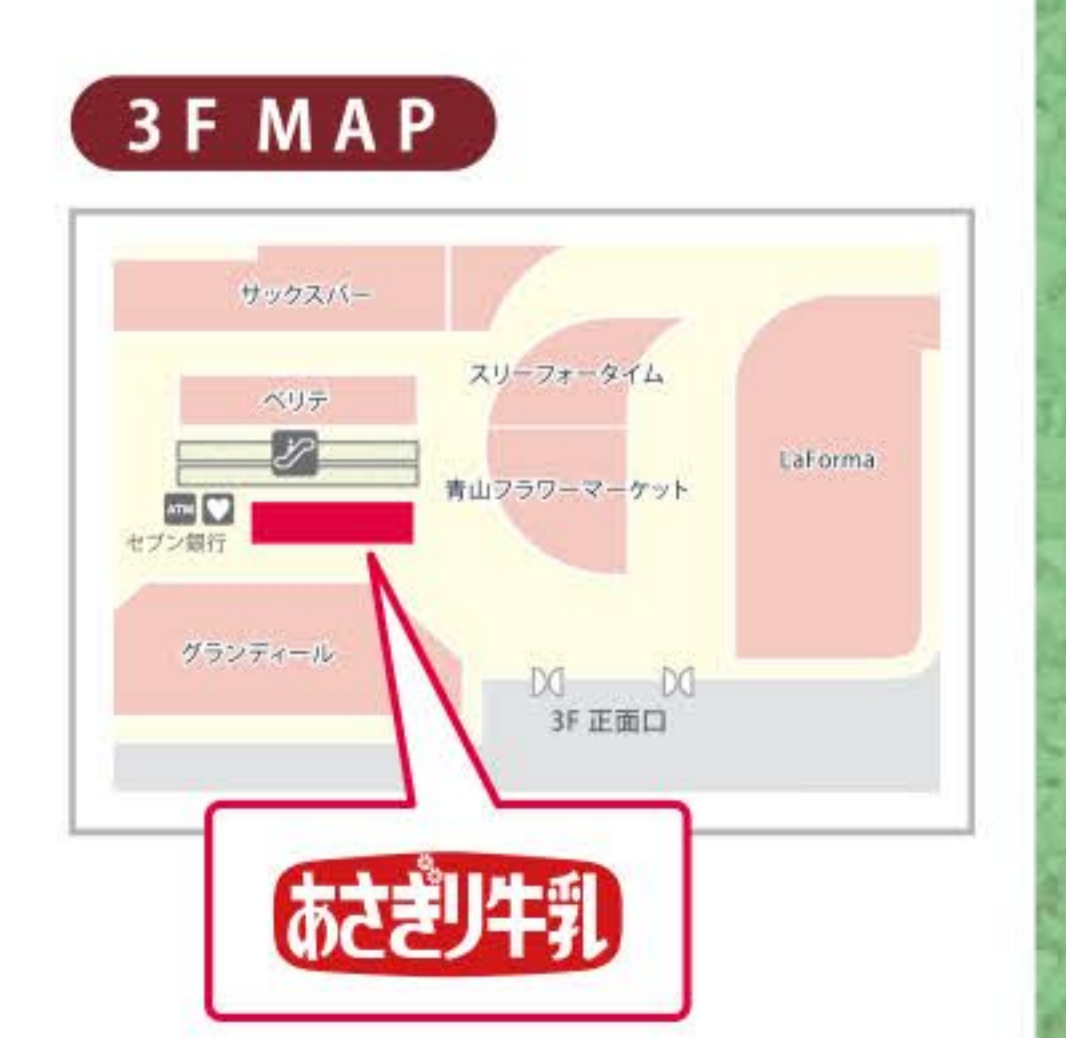 3F MAP
サックスバー
スリーフォータイム
ベリテ
LaForma
青山フラワーマーケット
ATM
セブン銀行
グランディール
3F 正面口
あさぎり牛乳